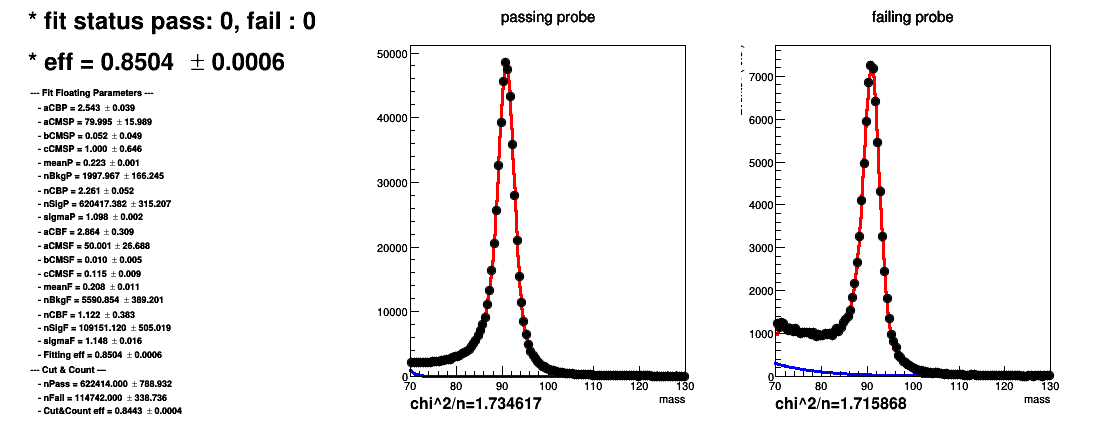 * fit status pass: 0, fail : 0
* eff = 0.8504 ± 0.0006
--- Fit Floating Parameters ---
- aCBP = 2.543 ± 0.039
- aCMSP = 79.995 ± 15.989
- bCMSP = 0.052 ± 0.049
- cCMSP = 1.000 ± 0.646
- meanP = 0.223 ± 0.001
- nBkgP = 1997.967 ± 166.245
- nCBP = 2.261 ± 0.052
- nSigP = 620417.382 ± 315.207
- sigmaP = 1.098 ± 0.002
- aCBF = 2.864 ± 0.309
- aCMSF = 50.001 ± 26.688
- bCMSF = 0.010 ± 0.005
- cCMSF = 0.115 ± 0.009
- meanF = 0.208 ± 0.011
- nBkgF = 5590.854 ± 389.201
- nCBF = 1.122 ± 0.383
- nSigF = 109151.120 ± 505.019
- sigmaF = 1.148 ± 0.016
- Fitting eff = 0.8504 ± 0.0006
--- Cut & Count ---
- nPass = 622414.000 ± 788.932
- nFail = 114742.000 ± 338.736
- Cut&Count eff = 0.8443 ± 0.0004
passing probe
50000
40000
30000
20000
10000
0
70 80 90 100 110 120 130
mass
chi^2/n=1.734617
failing probe
7000
6000
5000
4000
3000
2000
1000
0
70 80 90 100 110 120 130
mass
chi^2/n=1.715868